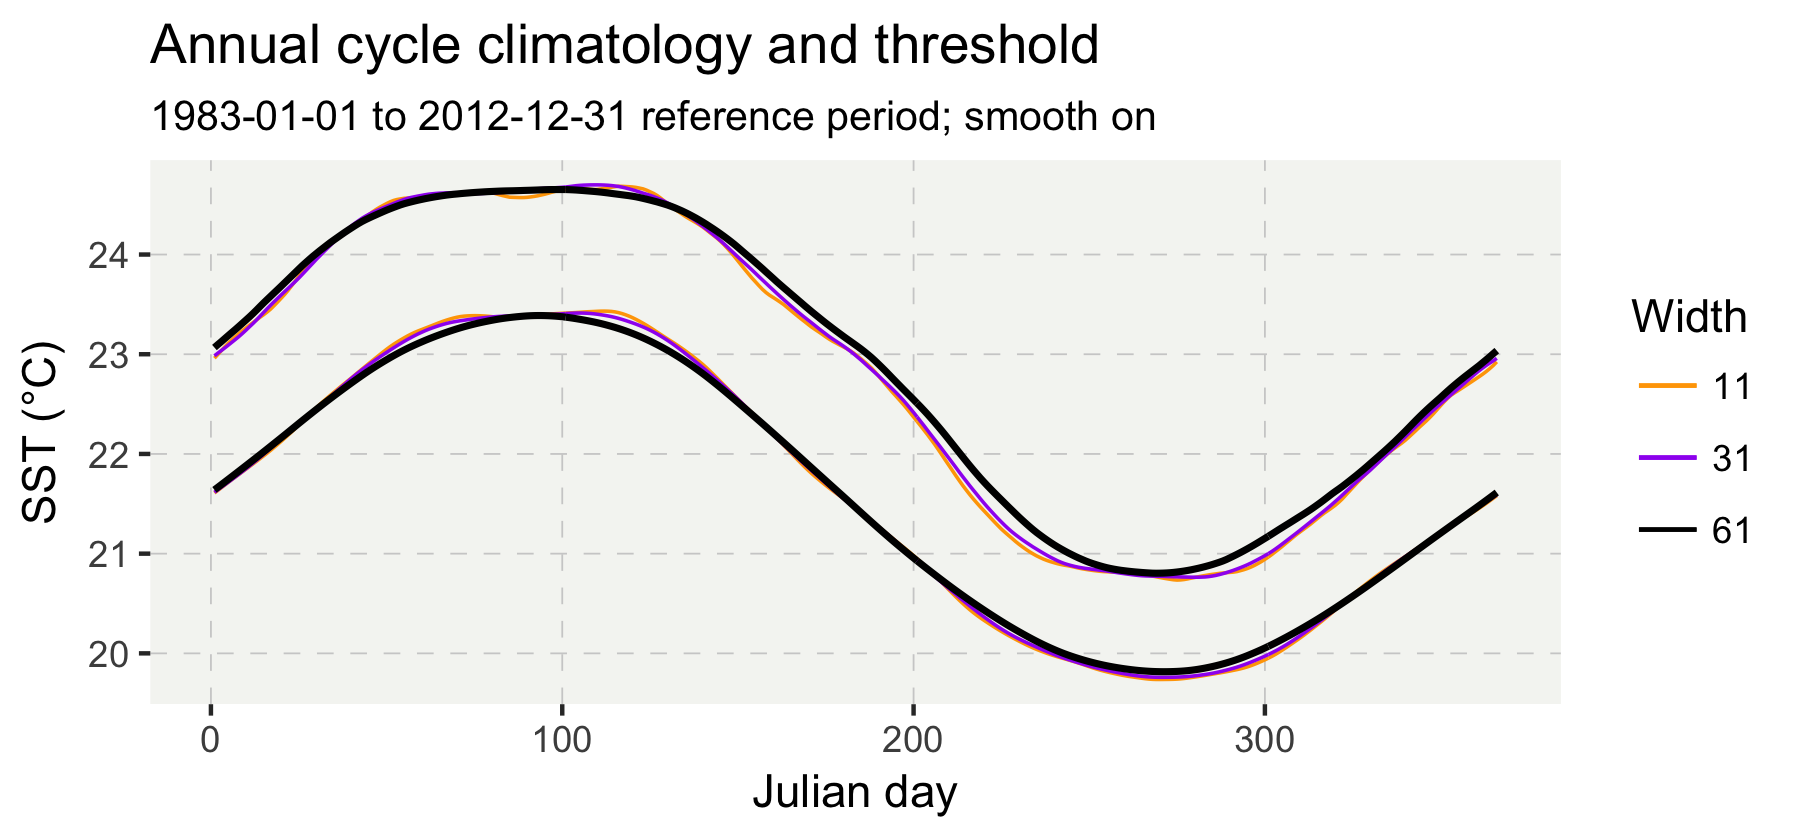 Annual cycle climatology and threshold
1983-01-01 to 2012-12-31 reference period; smooth on
SST (°C)
24
23
22
21
20
0 100 200 300
Julian day
Width
11
31
61